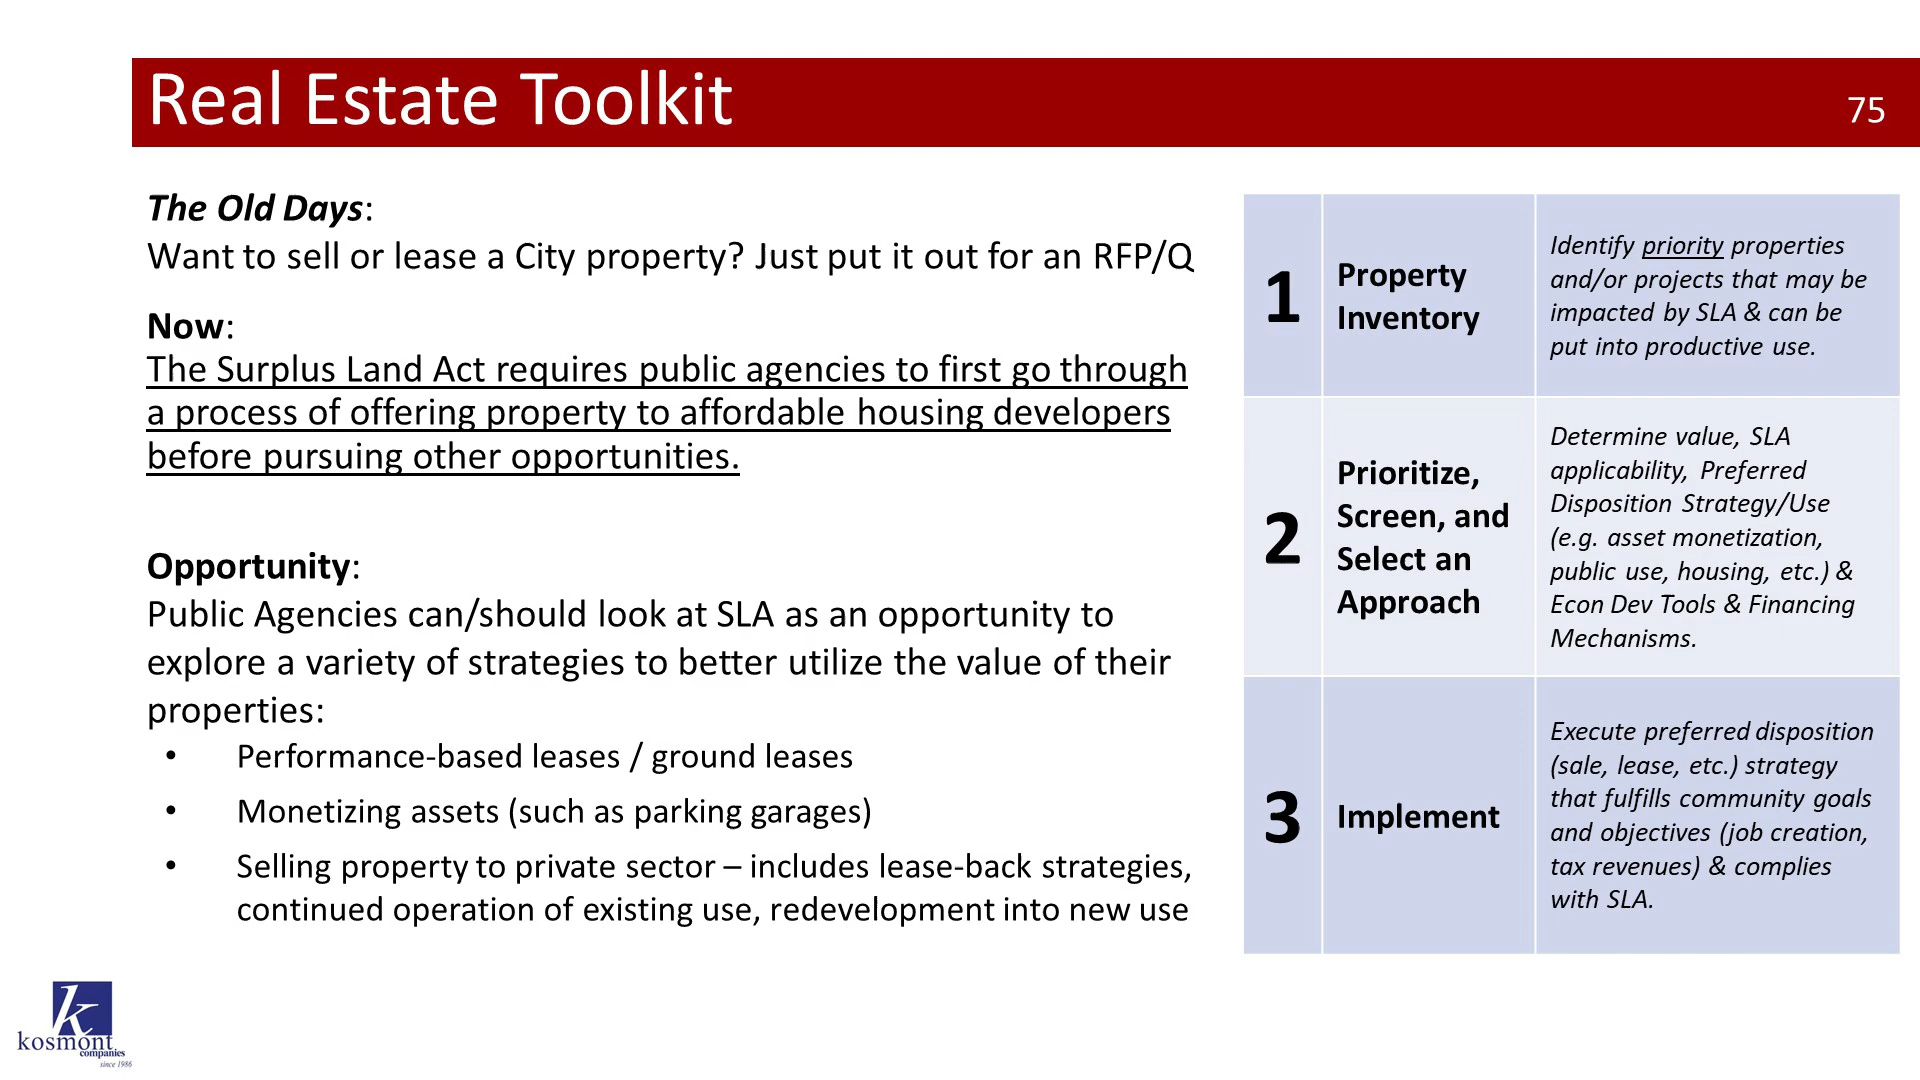 Real Estate Toolkit
75
The Old Days:
Want to sell or lease a City property? Just put it out for an RFP/Q
Now:
The Surplus Land Act requires public agencies to first go through
a process of offering property to affordable housing developers
before pursuing other opportunities.
Opportunity:
Public Agencies can/should look at SLA as an opportunity to
explore a variety of strategies to better utilize the value of their
properties:
• Performance-based leases / ground leases
• Monetizing assets (such as parking garages)
• Selling property to private sector – includes lease-back strategies,
continued operation of existing use, redevelopment into new use
1
Property
Inventory
Identify priority properties
and/or projects that may be
impacted by SLA & can be
put into productive use.
2
Prioritize,
Screen, and
Select an
Approach
Determine value, SLA
applicability, Preferred
Disposition Strategy/Use
(e.g. asset monetization,
public use, housing, etc.) &
Econ Dev Tools & Financing
Mechanisms.
3
Implement
Execute preferred disposition
(sale, lease, etc.) strategy
that fulfills community goals
and objectives (job creation,
tax revenues) & complies
with SLA.
k
kosmont
companies
since 1986